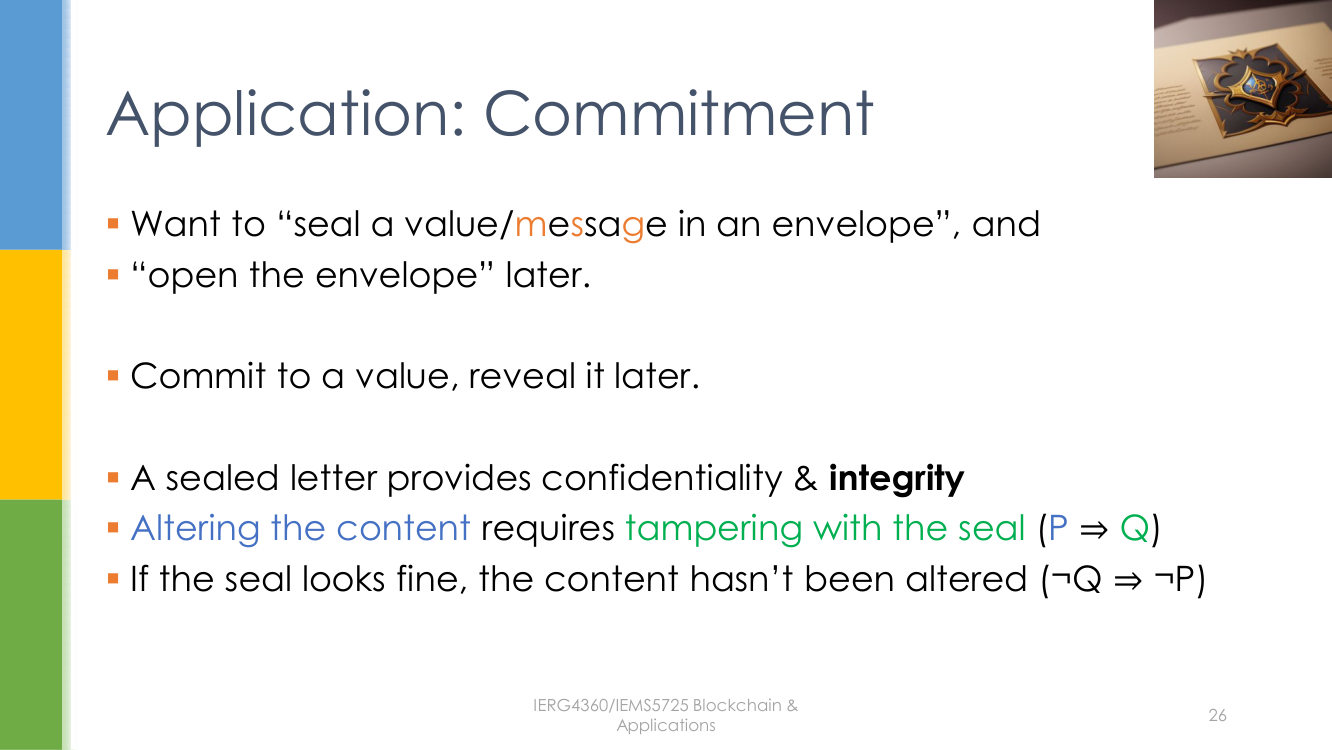 Application: Commitment
▪ Want to “seal a value/message in an envelope”, and
▪ “open the envelope” later.
▪ Commit to a value, reveal it later.
▪ A sealed letter provides confidentiality & integrity
▪ Altering the content requires tampering with the seal (P ⇒ Q)
▪ If the seal looks fine, the content hasn’t been altered (¬Q ⇒ ¬P)
IERG4360/IEMS5725 Blockchain &
Applications
26